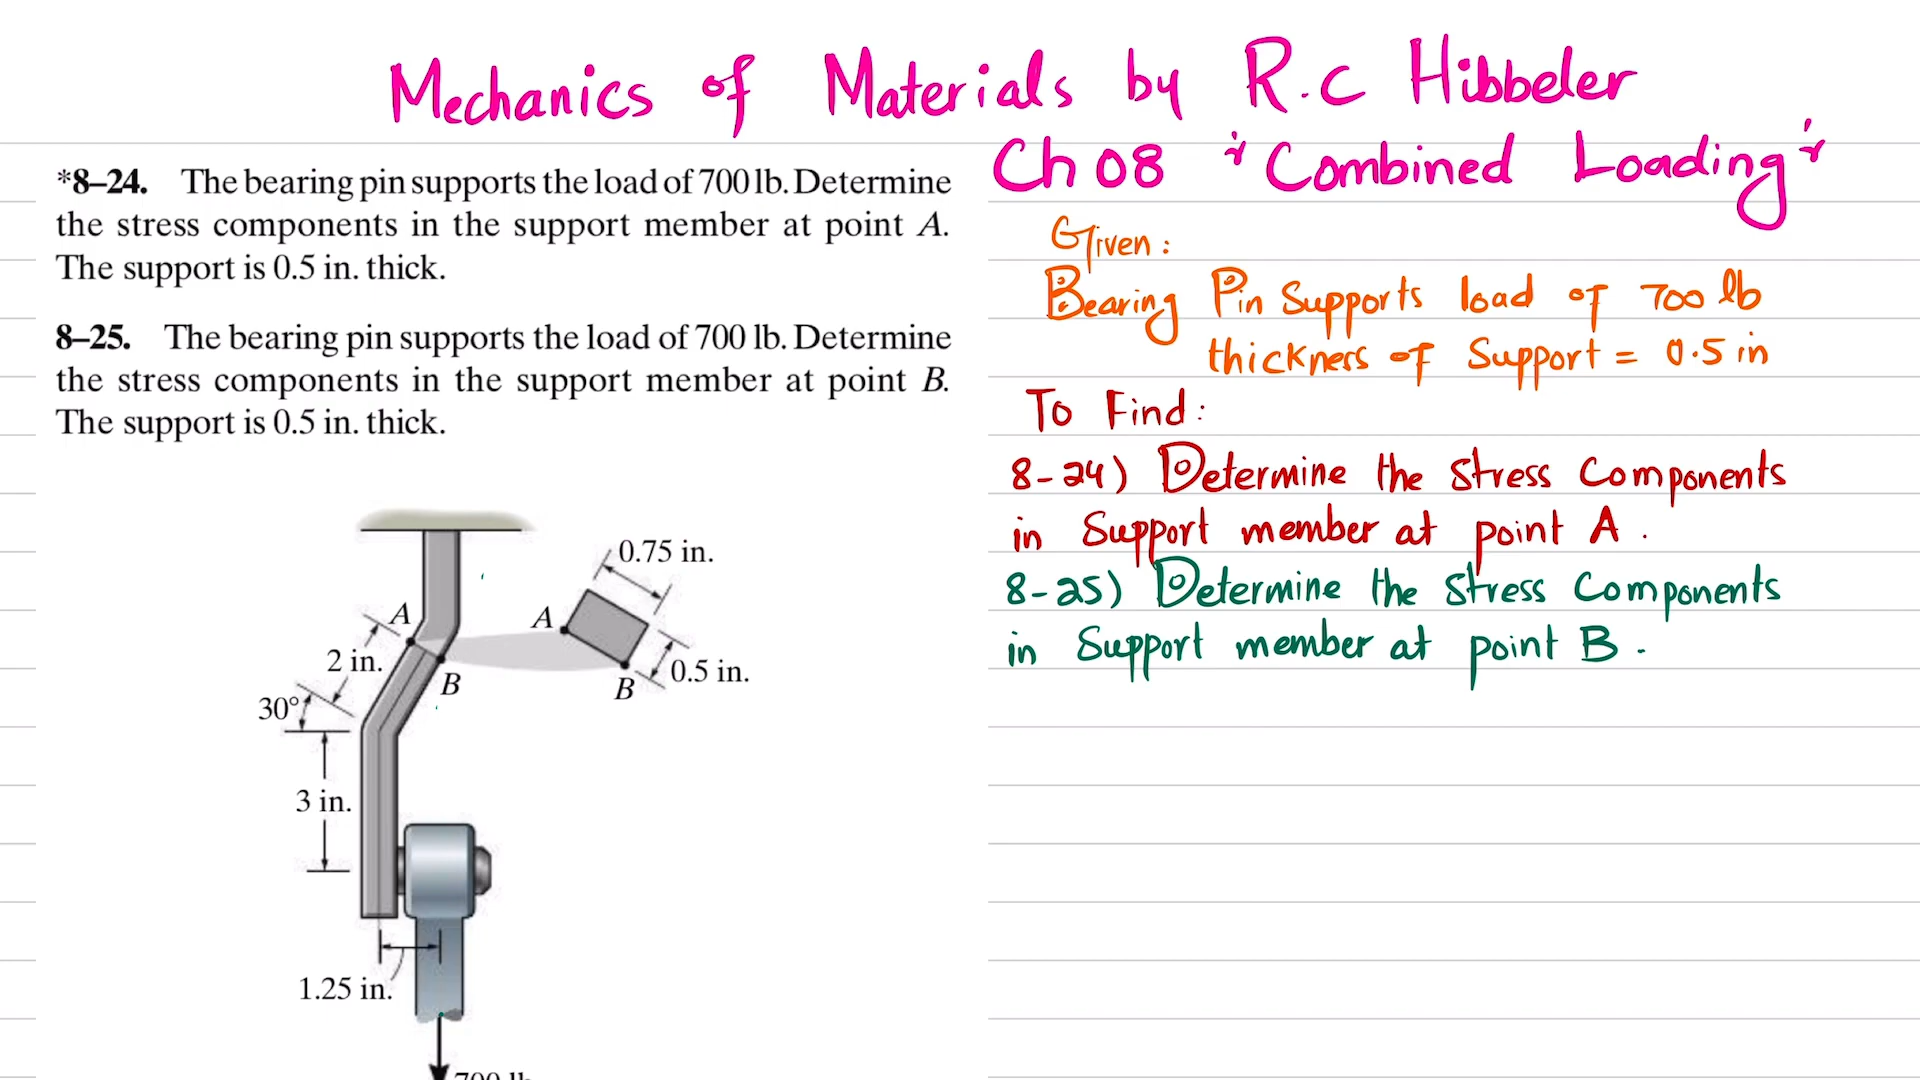 Mechanics of Materials by R.C Hibbeler
Ch 08 "Combined Loading"
*8–24. The bearing pin supports the load of 700 lb. Determine
the stress components in the support member at point A.
The support is 0.5 in. thick.
8–25. The bearing pin supports the load of 700 lb. Determine
the stress components in the support member at point B.
The support is 0.5 in. thick.
0.75 in.
A
A
2 in.
B
0.5 in.
B
30°
3 in.
1.25 in.
700 lb
Given:
Bearing Pin Supports load of 700 lb
thickness of Support = 0.5 in
To Find:
8-24) Determine the Stress Components
in Support member at point A.
8-25) Determine the Stress Components
in Support member at point B.